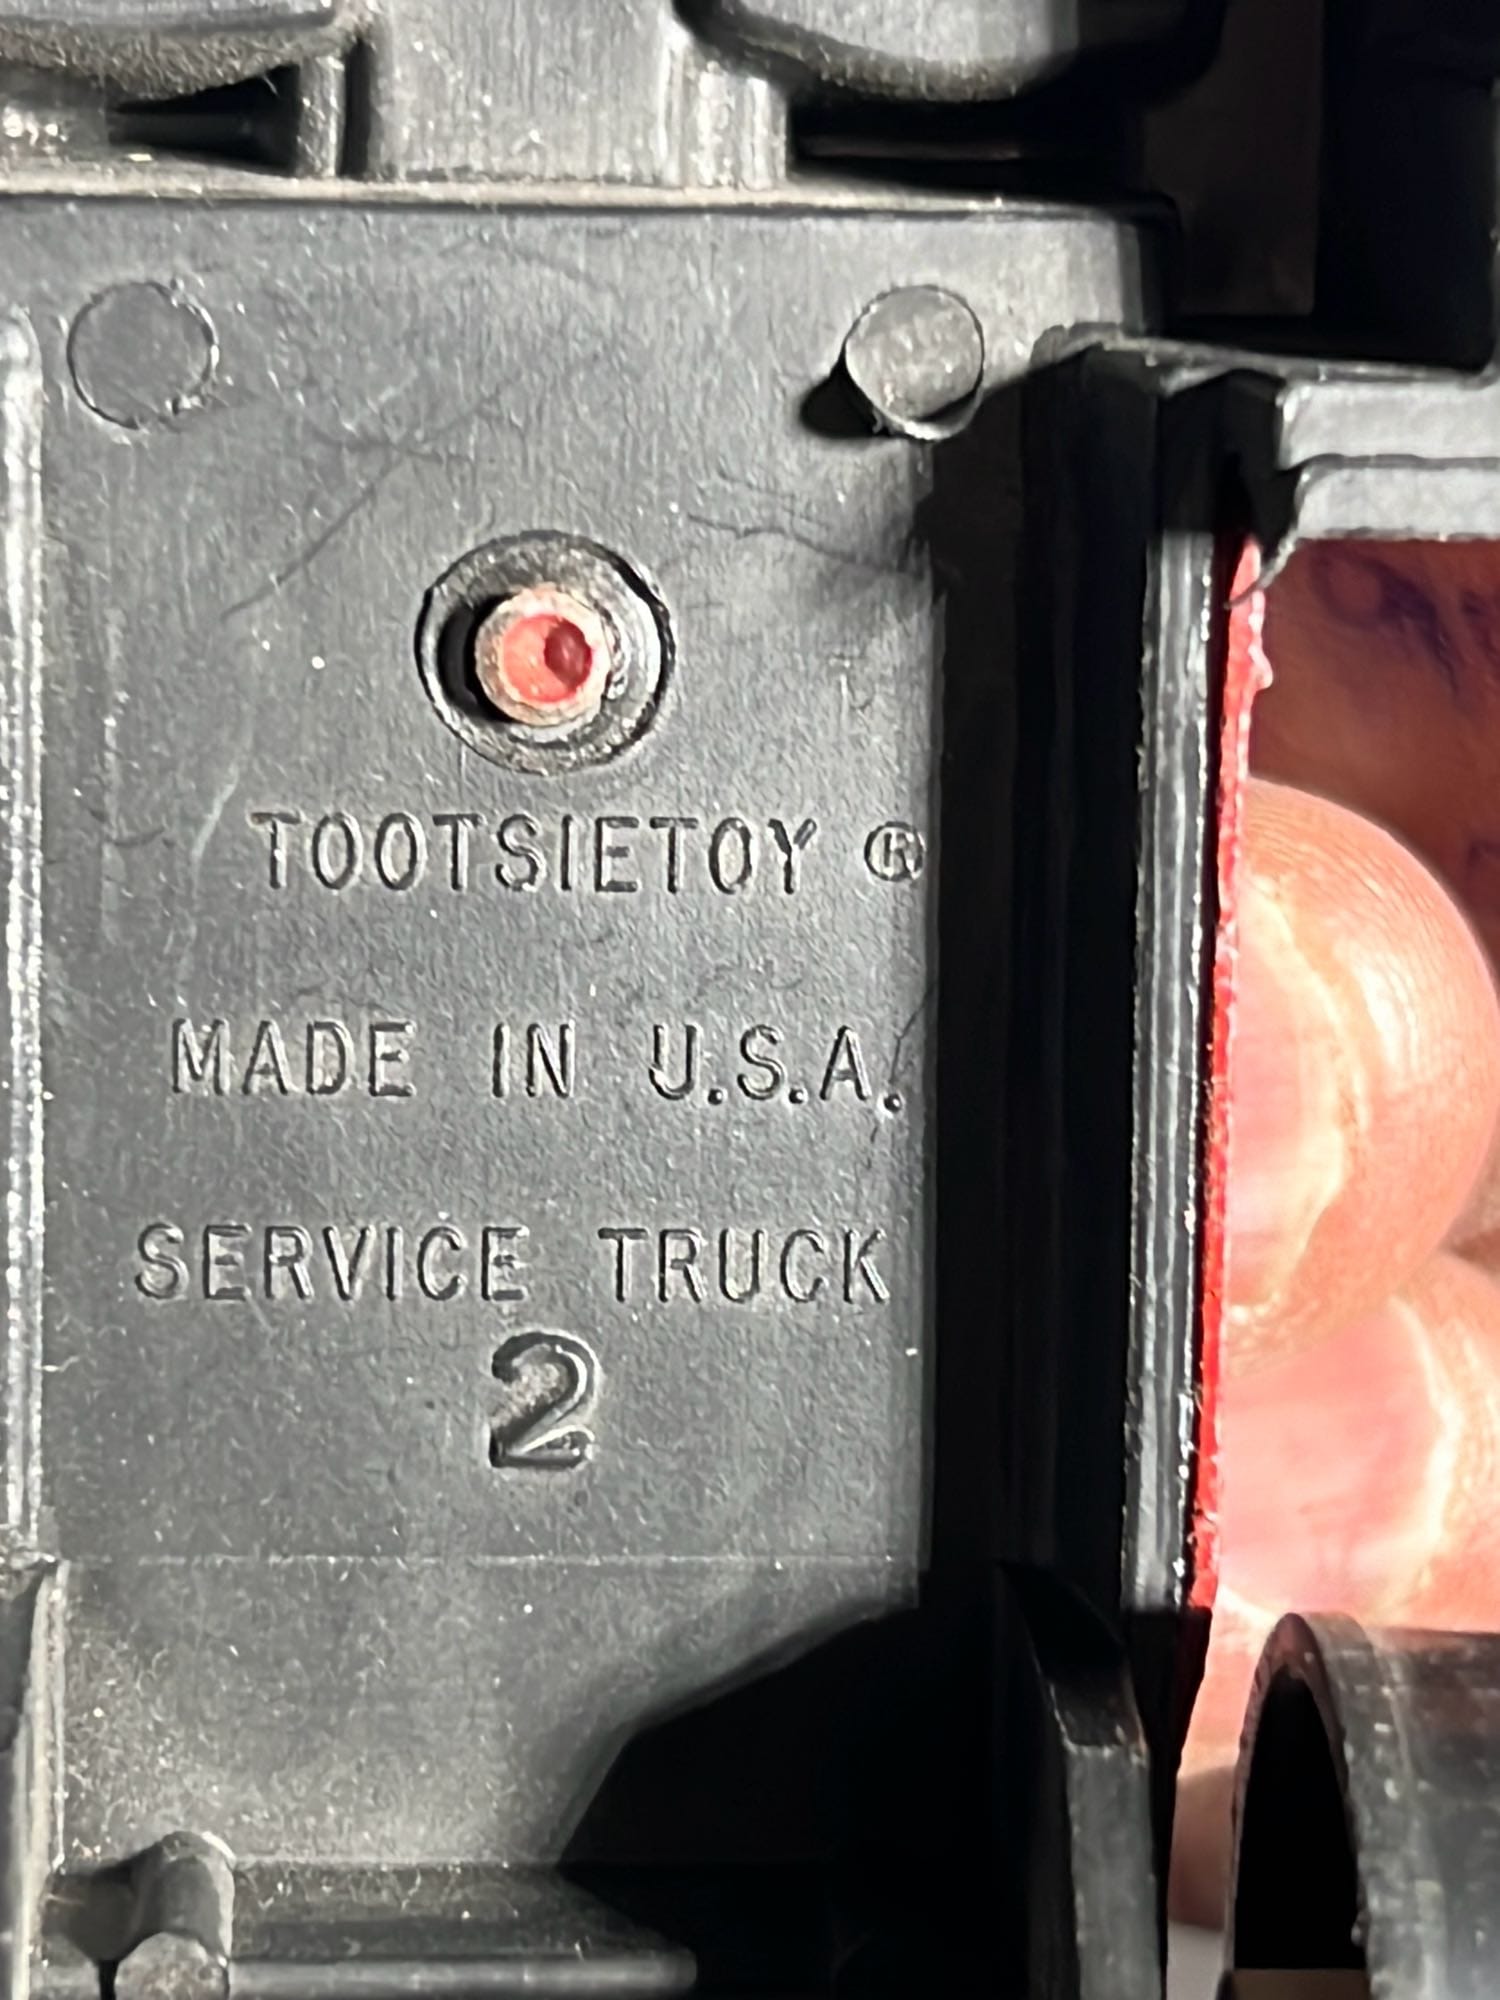 TOOTSIETOY ®
MADE IN U.S.A.
SERVICE TRUCK
2